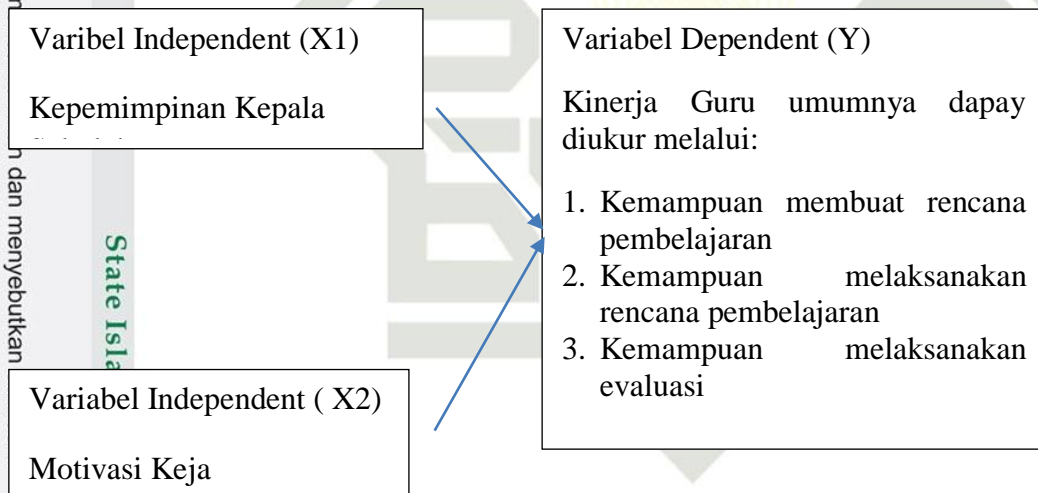 Varibel Independent (X1)
Kepemimpinan Kepala
Variabel Dependent (Y)
Kinerja Guru umumnya dapay
diukur melalui:
1. Kemampuan membuat rencana
pembelajaran
2. Kemampuan melaksanakan
rencana pembelajaran
3. Kemampuan melaksanakan
evaluasi
Variabel Independent ( X2)
Motivasi Keja
dan menyebutkan
State